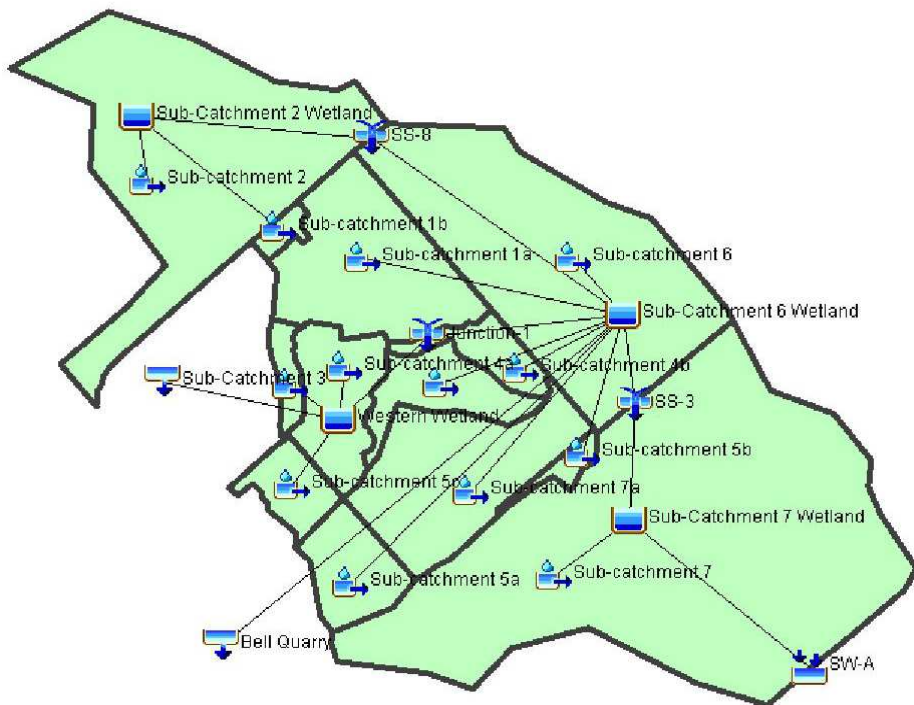 Sub-Catchment 2 Wetland
SS-8
Sub-catchment 2
Sub-catchment 1b
Sub-catchment 1a
Sub-catchment 6
Sub-Catchment 6 Wetland
Junction-1
Sub-Catchment 3
Sub-catchment 4a
Sub-catchment 4b
SS-3
Western Wetland
Sub-catchment 5b
Sub-catchment 5c
Sub-catchment 7a
Sub-Catchment 7 Wetland
Sub-catchment 5a
Sub-catchment 7
Bell Quarry
SW-A